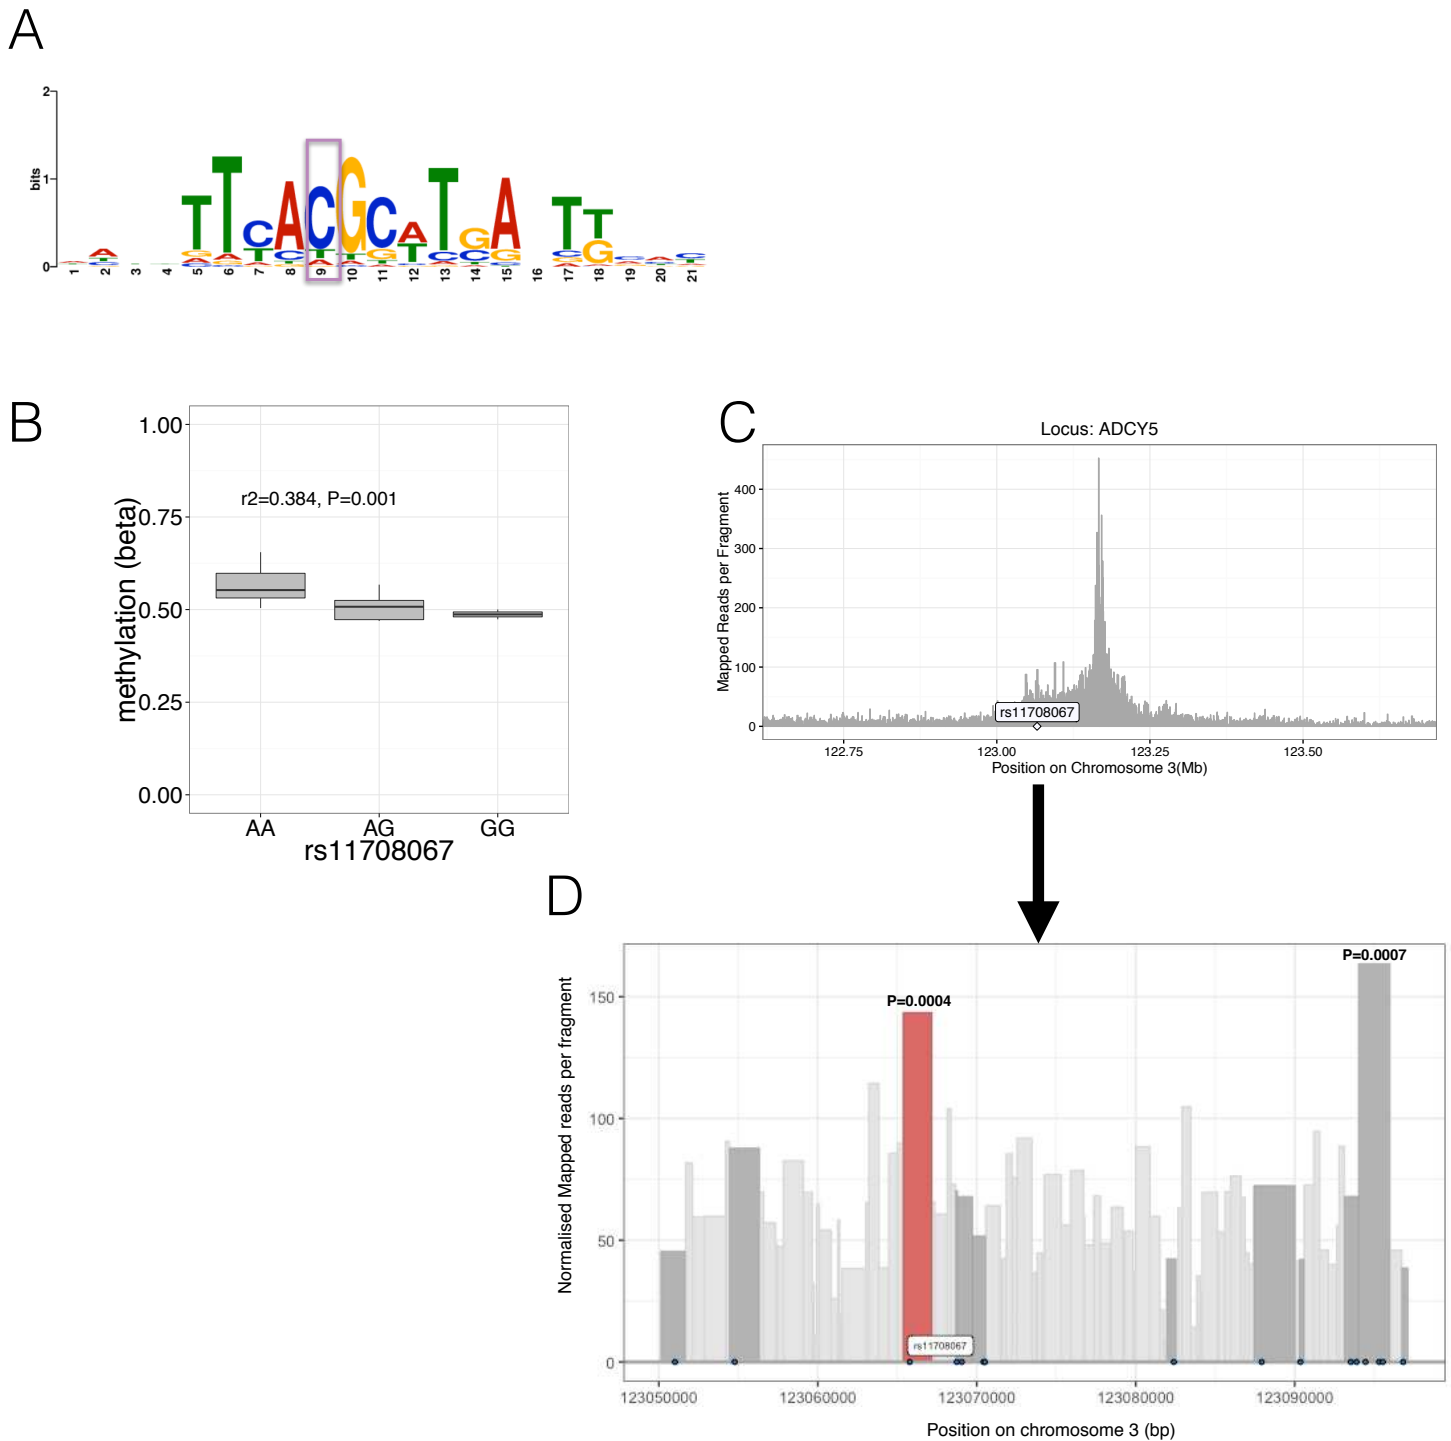 A
2
bits
1
0
TTCACGCATGA TT
1 2 3 4 5 6 7 8 9 10 11 12 13 14 15 16 17 18 19 20 21
B
1.00
r2=0.384, P=0.001
0.75
0.50
0.25
0.00
methylation (beta)
AA AG GG
rs11708067
C
Locus: ADCY5
Mapped Reads per Fragment
400
300
200
100
0
rs11708067
122.75 123.00 123.25 123.50
Position on Chromosome 3(Mb)
D
P=0.0007
P=0.0004
Normalised Mapped reads per fragment
150
100
50
0
rs11708067
123050000 123060000 123070000 123080000 123090000
Position on chromosome 3 (bp)